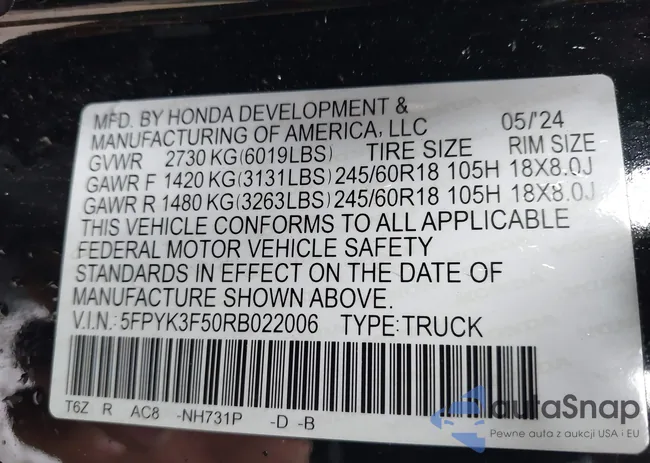 MFD. BY HONDA DEVELOPMENT &
MANUFACTURING OF AMERICA, LLC 05/'24
GVWR 2730 KG(6019LBS) TIRE SIZE RIM SIZE
GAWR F 1420 KG(3131LBS) 245/60R18 105H 18X8.0J
GAWR R 1480 KG(3263LBS) 245/60R18 105H 18X8.0J
THIS VEHICLE CONFORMS TO ALL APPLICABLE
FEDERAL MOTOR VEHICLE SAFETY
STANDARDS IN EFFECT ON THE DATE OF
MANUFACTURE SHOWN ABOVE.
V.I.N.: 5FPYK3F50RB022006 TYPE:TRUCK
T6Z R AC8 -NH731P -D -B
autaSnap
Pewne auta z aukcji USA i EU